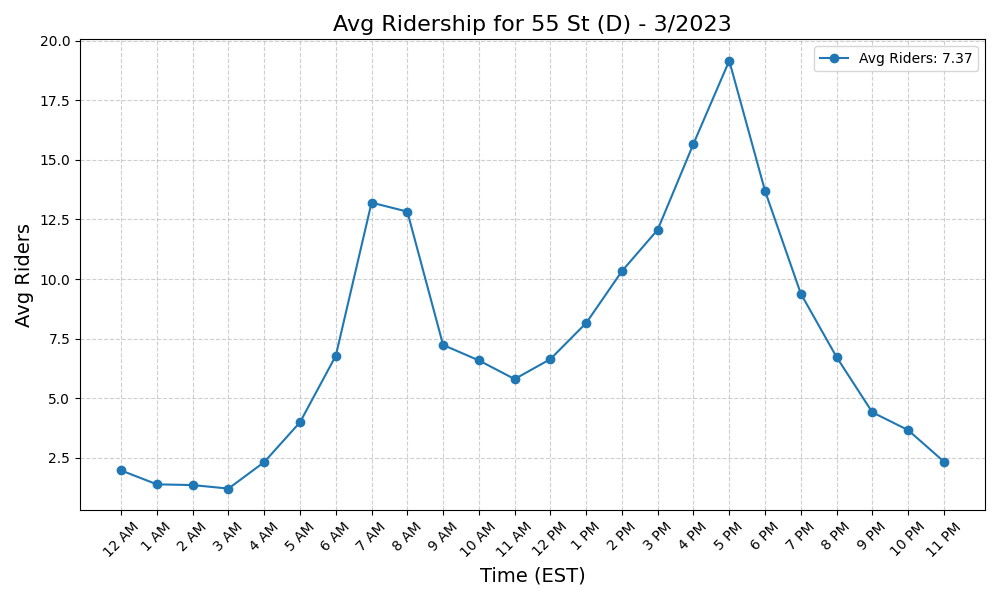 Avg Ridership for 55 St (D) - 3/2023
Avg Riders: 7.37
Avg Riders
20.0
17.5
15.0
12.5
10.0
7.5
5.0
2.5
12 AM
1 AM
2 AM
3 AM
4 AM
5 AM
6 AM
7 AM
8 AM
9 AM
10 AM
11 AM
12 PM
1 PM
2 PM
3 PM
4 PM
5 PM
6 PM
7 PM
8 PM
9 PM
10 PM
11 PM
Time (EST)